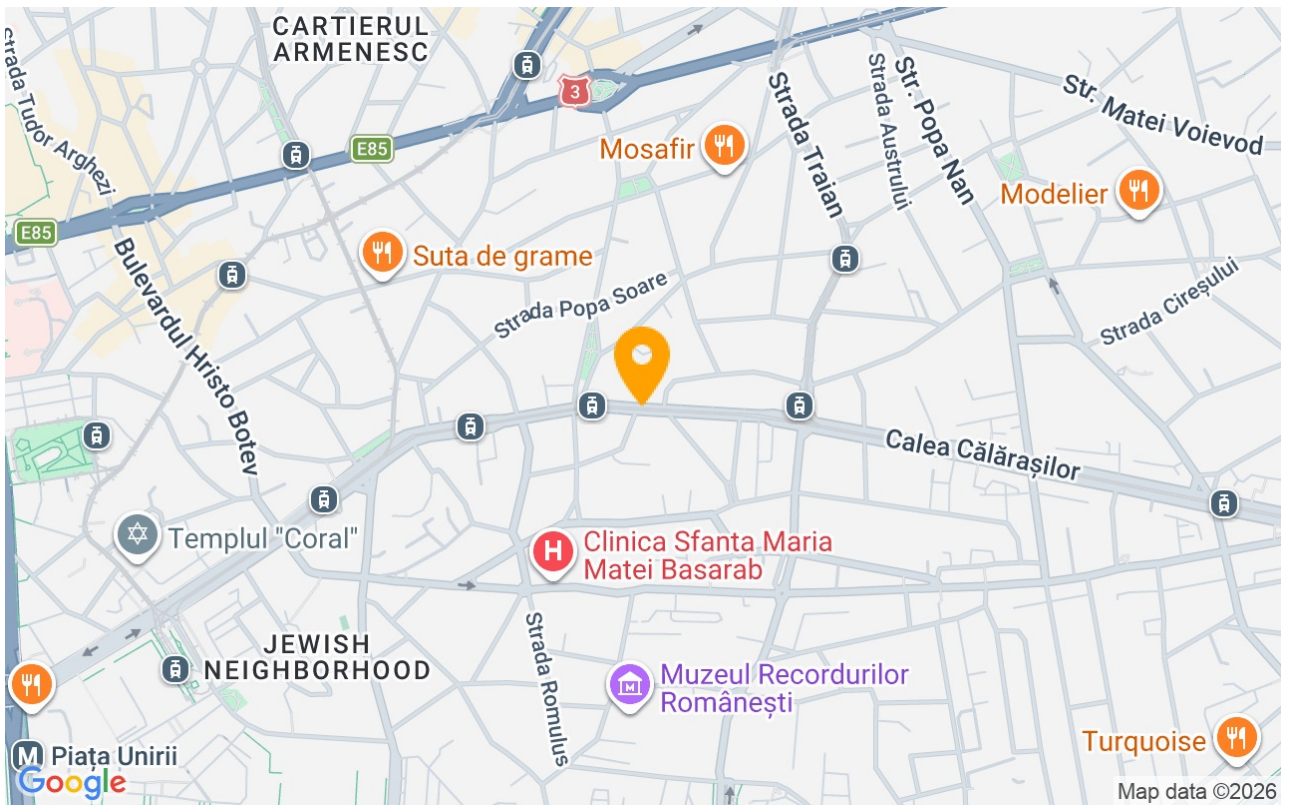 CARTIERUL
ARMENESC
Strada Tudor Arghezi
3
E85
E85
Mosafir
Strada Traian
Strada Austrului
Str. Popa Nan
Str. Matei Voievod
Modelier
Bulevardul Hristo Botev
Suta de grame
Strada Popa Soare
Strada Cireșului
Calea Călărașilor
Templul "Coral"
H
Clinica Sfanta Maria
Matei Basarab
JEWISH
NEIGHBORHOOD
Strada Romulus
M
Muzeul Recordurilor
Românești
Turquoise
M Piața Unirii
Google
Map data ©2026